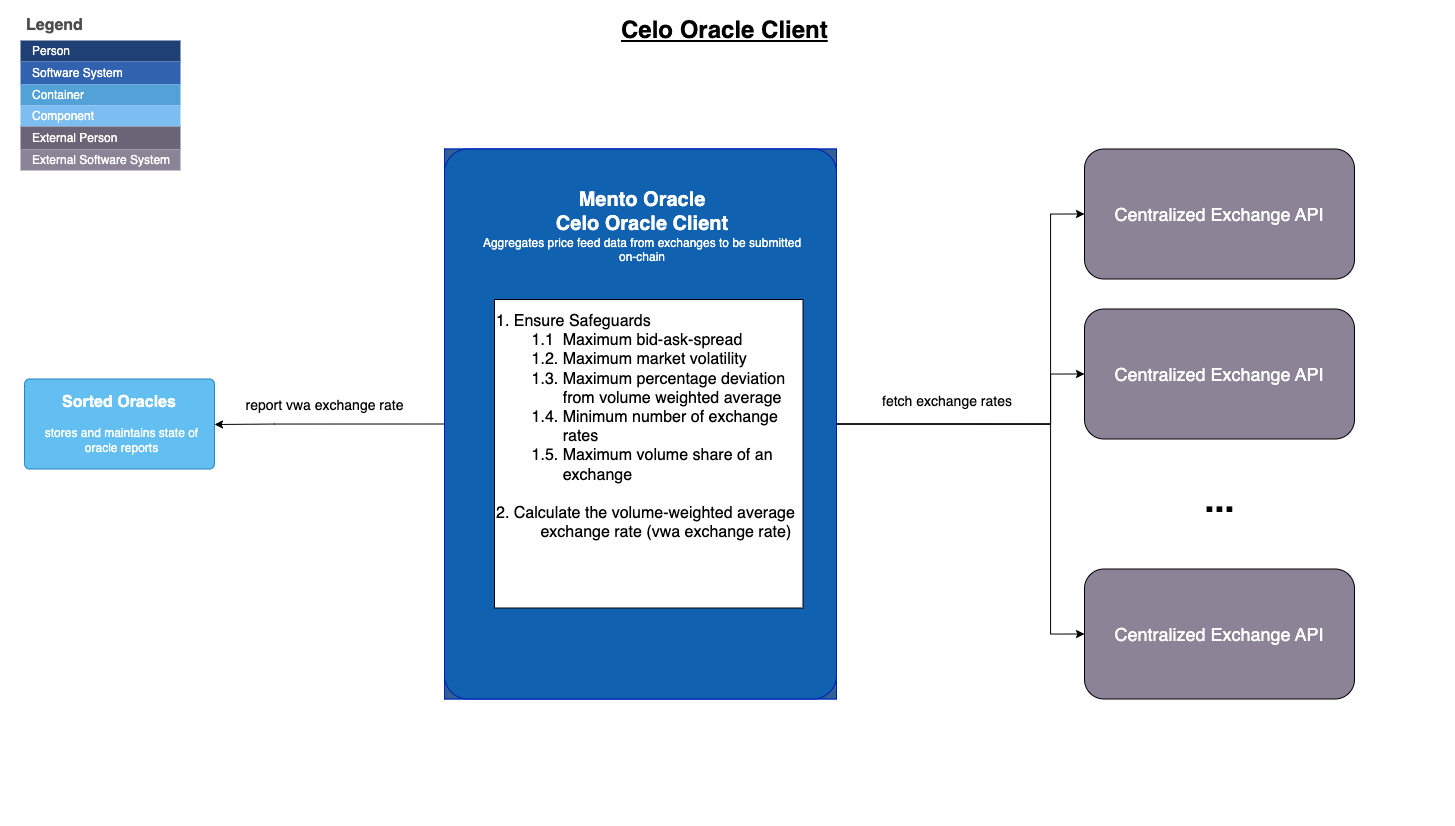 Celo Oracle Client
Legend
Person
Software System
Container
Component
External Person
External Software System
Mento Oracle
Celo Oracle Client
Aggregates price feed data from exchanges to be submitted
on-chain
1. Ensure Safeguards
1.1 Maximum bid-ask-spread
1.2. Maximum market volatility
1.3. Maximum percentage deviation
from volume weighted average
1.4. Minimum number of exchange
rates
1.5. Maximum volume share of an
exchange
2. Calculate the volume-weighted average
exchange rate (vwa exchange rate)
Sorted Oracles
stores and maintains state of
oracle reports
report vwa exchange rate
fetch exchange rates
Centralized Exchange API
Centralized Exchange API
...
Centralized Exchange API